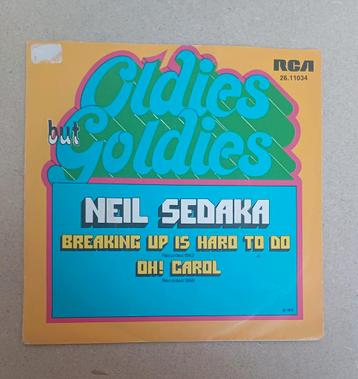 RCA
26.11034
Oldies
but
Goldies
NEIL SEDAKA
BREAKING UP IS HARD TO DO
OH! CAROL